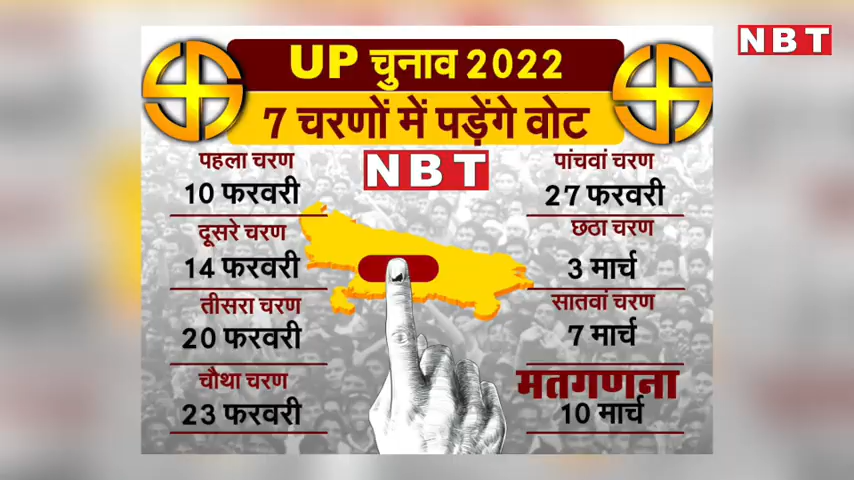 NBT
UP चुनाव 2022
7 चरणों में पड़ेंगे वोट
NBT
पहला चरण
10 फरवरी
दूसरे चरण
14 फरवरी
तीसरा चरण
20 फरवरी
चौथा चरण
23 फरवरी
पांचवां चरण
27 फरवरी
छठा चरण
3 मार्च
सातवां चरण
7 मार्च
मतगणना
10 मार्च